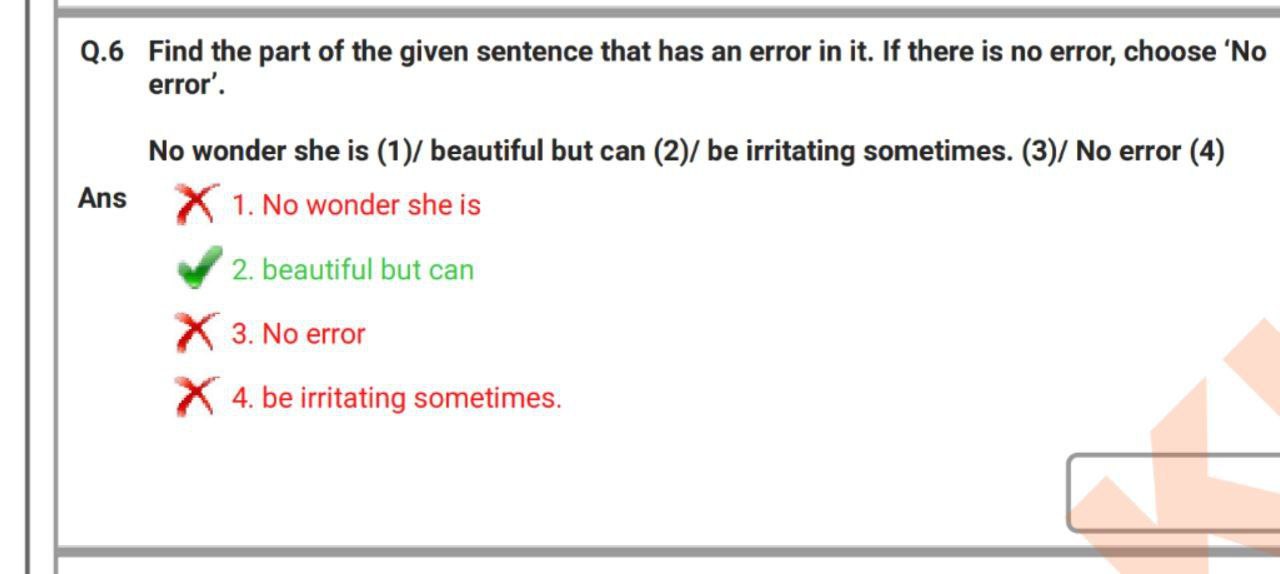 Q.6 Find the part of the given sentence that has an error in it. If there is no error, choose ‘No
error’.
No wonder she is (1)/ beautiful but can (2)/ be irritating sometimes. (3)/ No error (4)
Ans
1. No wonder she is
2. beautiful but can
3. No error
4. be irritating sometimes.